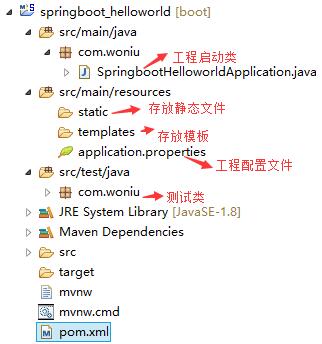 springboot_helloworld [boot]
src/main/java
com.woniu
工程启动类
SpringbootHelloworldApplication.java
src/main/resources
static
存放静态文件
templates
存放模板
application.properties
工程配置文件
src/test/java
com.woniu
测试类
JRE System Library [JavaSE-1.8]
Maven Dependencies
src
target
mvnw
mvnw.cmd
pom.xml